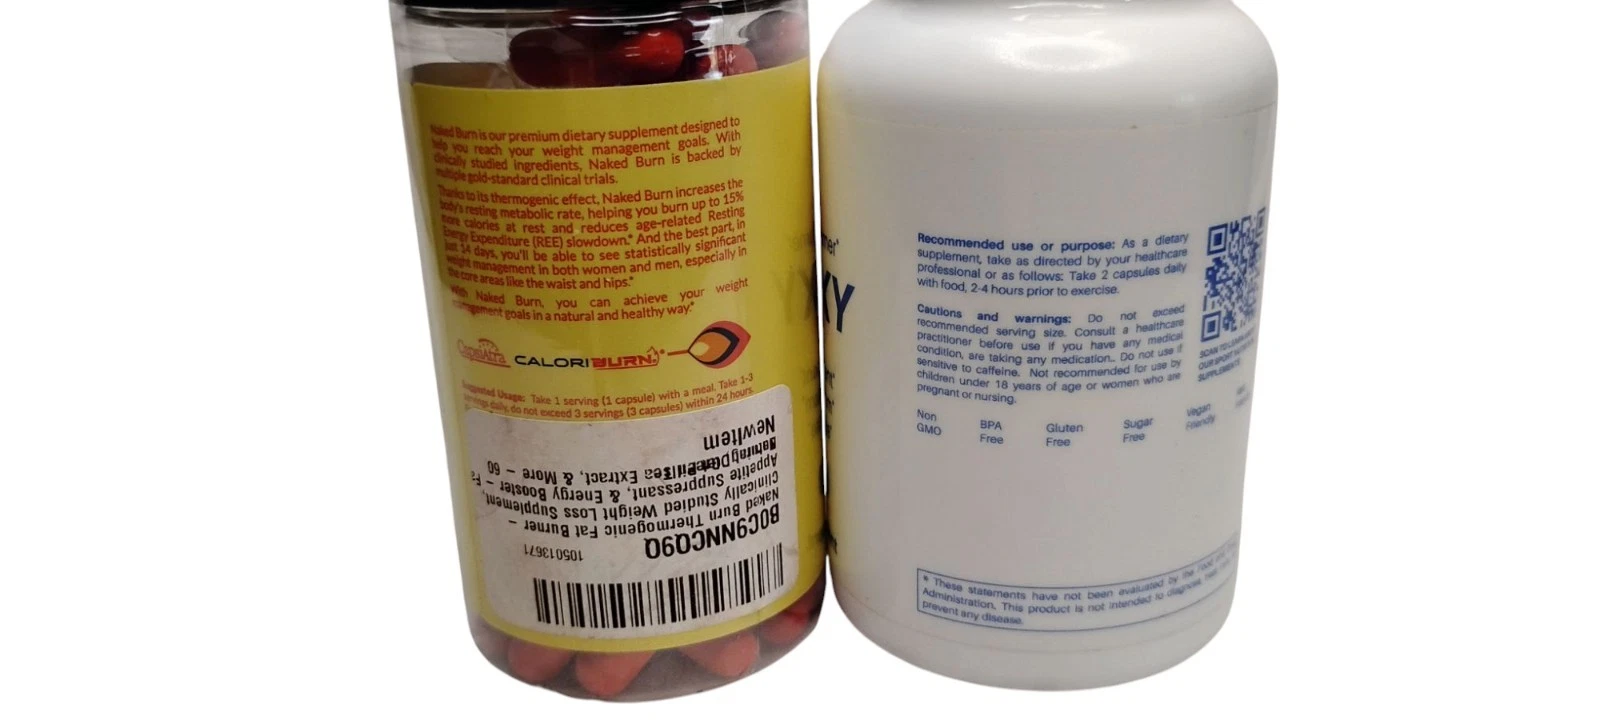 Naked Burn is our premium dietary supplement designed to
help you reach your weight management goals. With
clinically studied ingredients, Naked Burn is backed by
multiple gold-standard clinical trials.
Thanks to its thermogenic effect, Naked Burn increases the
body's resting metabolic rate, helping you burn up to 15%
more calories at rest and reduces age-related Resting
Energy Expenditure (REE) slowdown.* And the best part, in
just 14 days, you'll be able to see statistically significant
weight management in both women and men, especially in
the core areas like the waist and hips.*
With Naked Burn, you can achieve your weight
management goals in a natural and healthy way.*
CapsiAtra
CALORIBURN
Suggested Usage: Take 1 serving (1 capsule) with a meal. Take 1-3
servings daily, do not exceed 3 servings (3 capsules) within 24 hours.
105013671
B0C9NNCQ9Q
Naked Burn Thermogenic Fat Burner –
Clinically Studied Weight Loss Supplement,
Appetite Suppressant, & Energy Booster – Fa
Extract, & More – 60
NewItem
XY
Recommended use or purpose: As a dietary
supplement, take as directed by your healthcare
professional or as follows: Take 2 capsules daily
with food, 2-4 hours prior to exercise.
Cautions and warnings: Do not exceed
recommended serving size. Consult a healthcare
practitioner before use if you have any medical
condition, are taking any medication.. Do not use if
sensitive to caffeine. Not recommended for use by
children under 18 years of age or women who are
pregnant or nursing.
SCAN TO
OUR SPORT
SUPPLEMENTS
Non
GMO
BPA
Free
Gluten
Free
Sugar
Free
Vegan
Friendly
* These statements have not been evaluated by the Food and
Administration. This product is not intended to diagnose, treat,
prevent any disease.